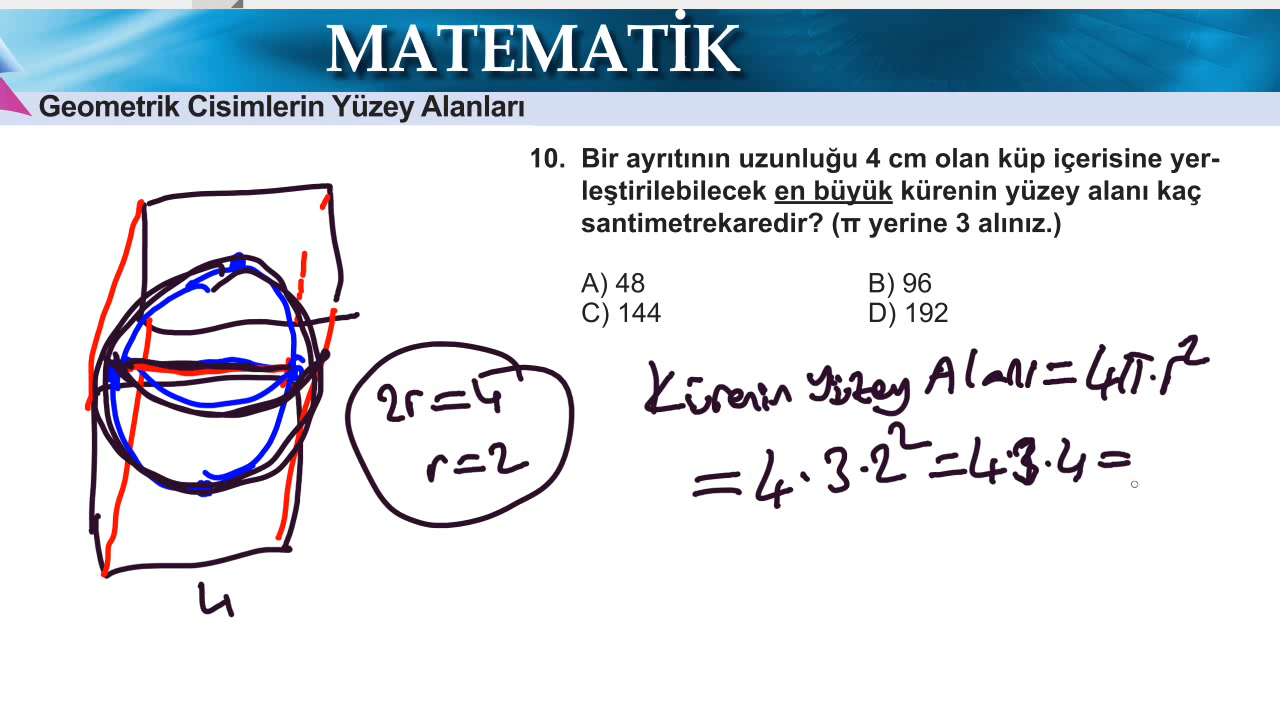 MATEMATİK
Geometrik Cisimlerin Yüzey Alanları
10. Bir ayrıtının uzunluğu 4 cm olan küp içerisine yer-
leştirilebilecek en büyük kürenin yüzey alanı kaç
santimetrekaredir? (π yerine 3 alınız.)
A) 48 B) 96
C) 144 D) 192
2r=4
r=2
Kürenin Yüzey Alanı=4π.r²
=4.3.2²=4.3.4=
4